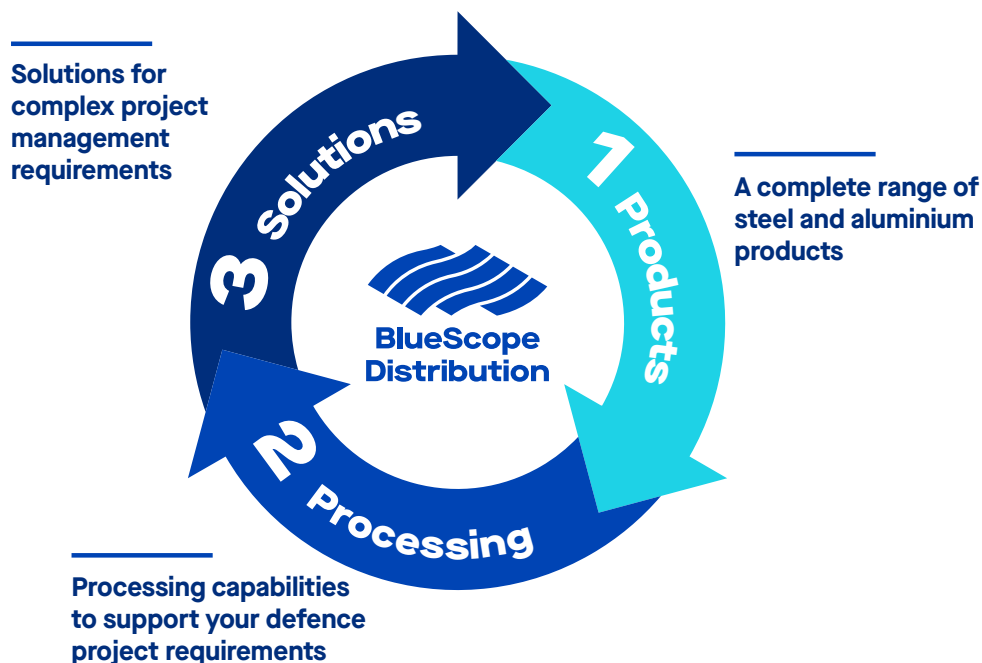 Solutions for
complex project
management
requirements
3 Solutions
1 Products
A complete range of
steel and aluminium
products
BlueScope
Distribution
2 Processing
Processing capabilities
to support your defence
project requirements